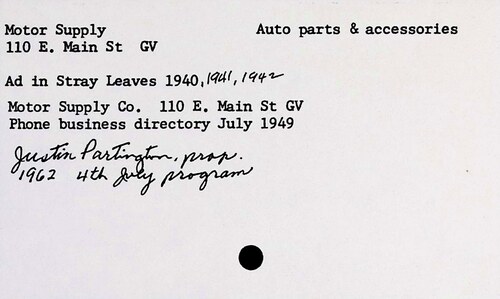 Motor Supply Auto parts & accessories
110 E. Main St GV
Ad in Stray Leaves 1940, 1941, 1942
Motor Supply Co. 110 E. Main St GV
Phone business directory July 1949
Justin Partington, prop.
1962 4th July program